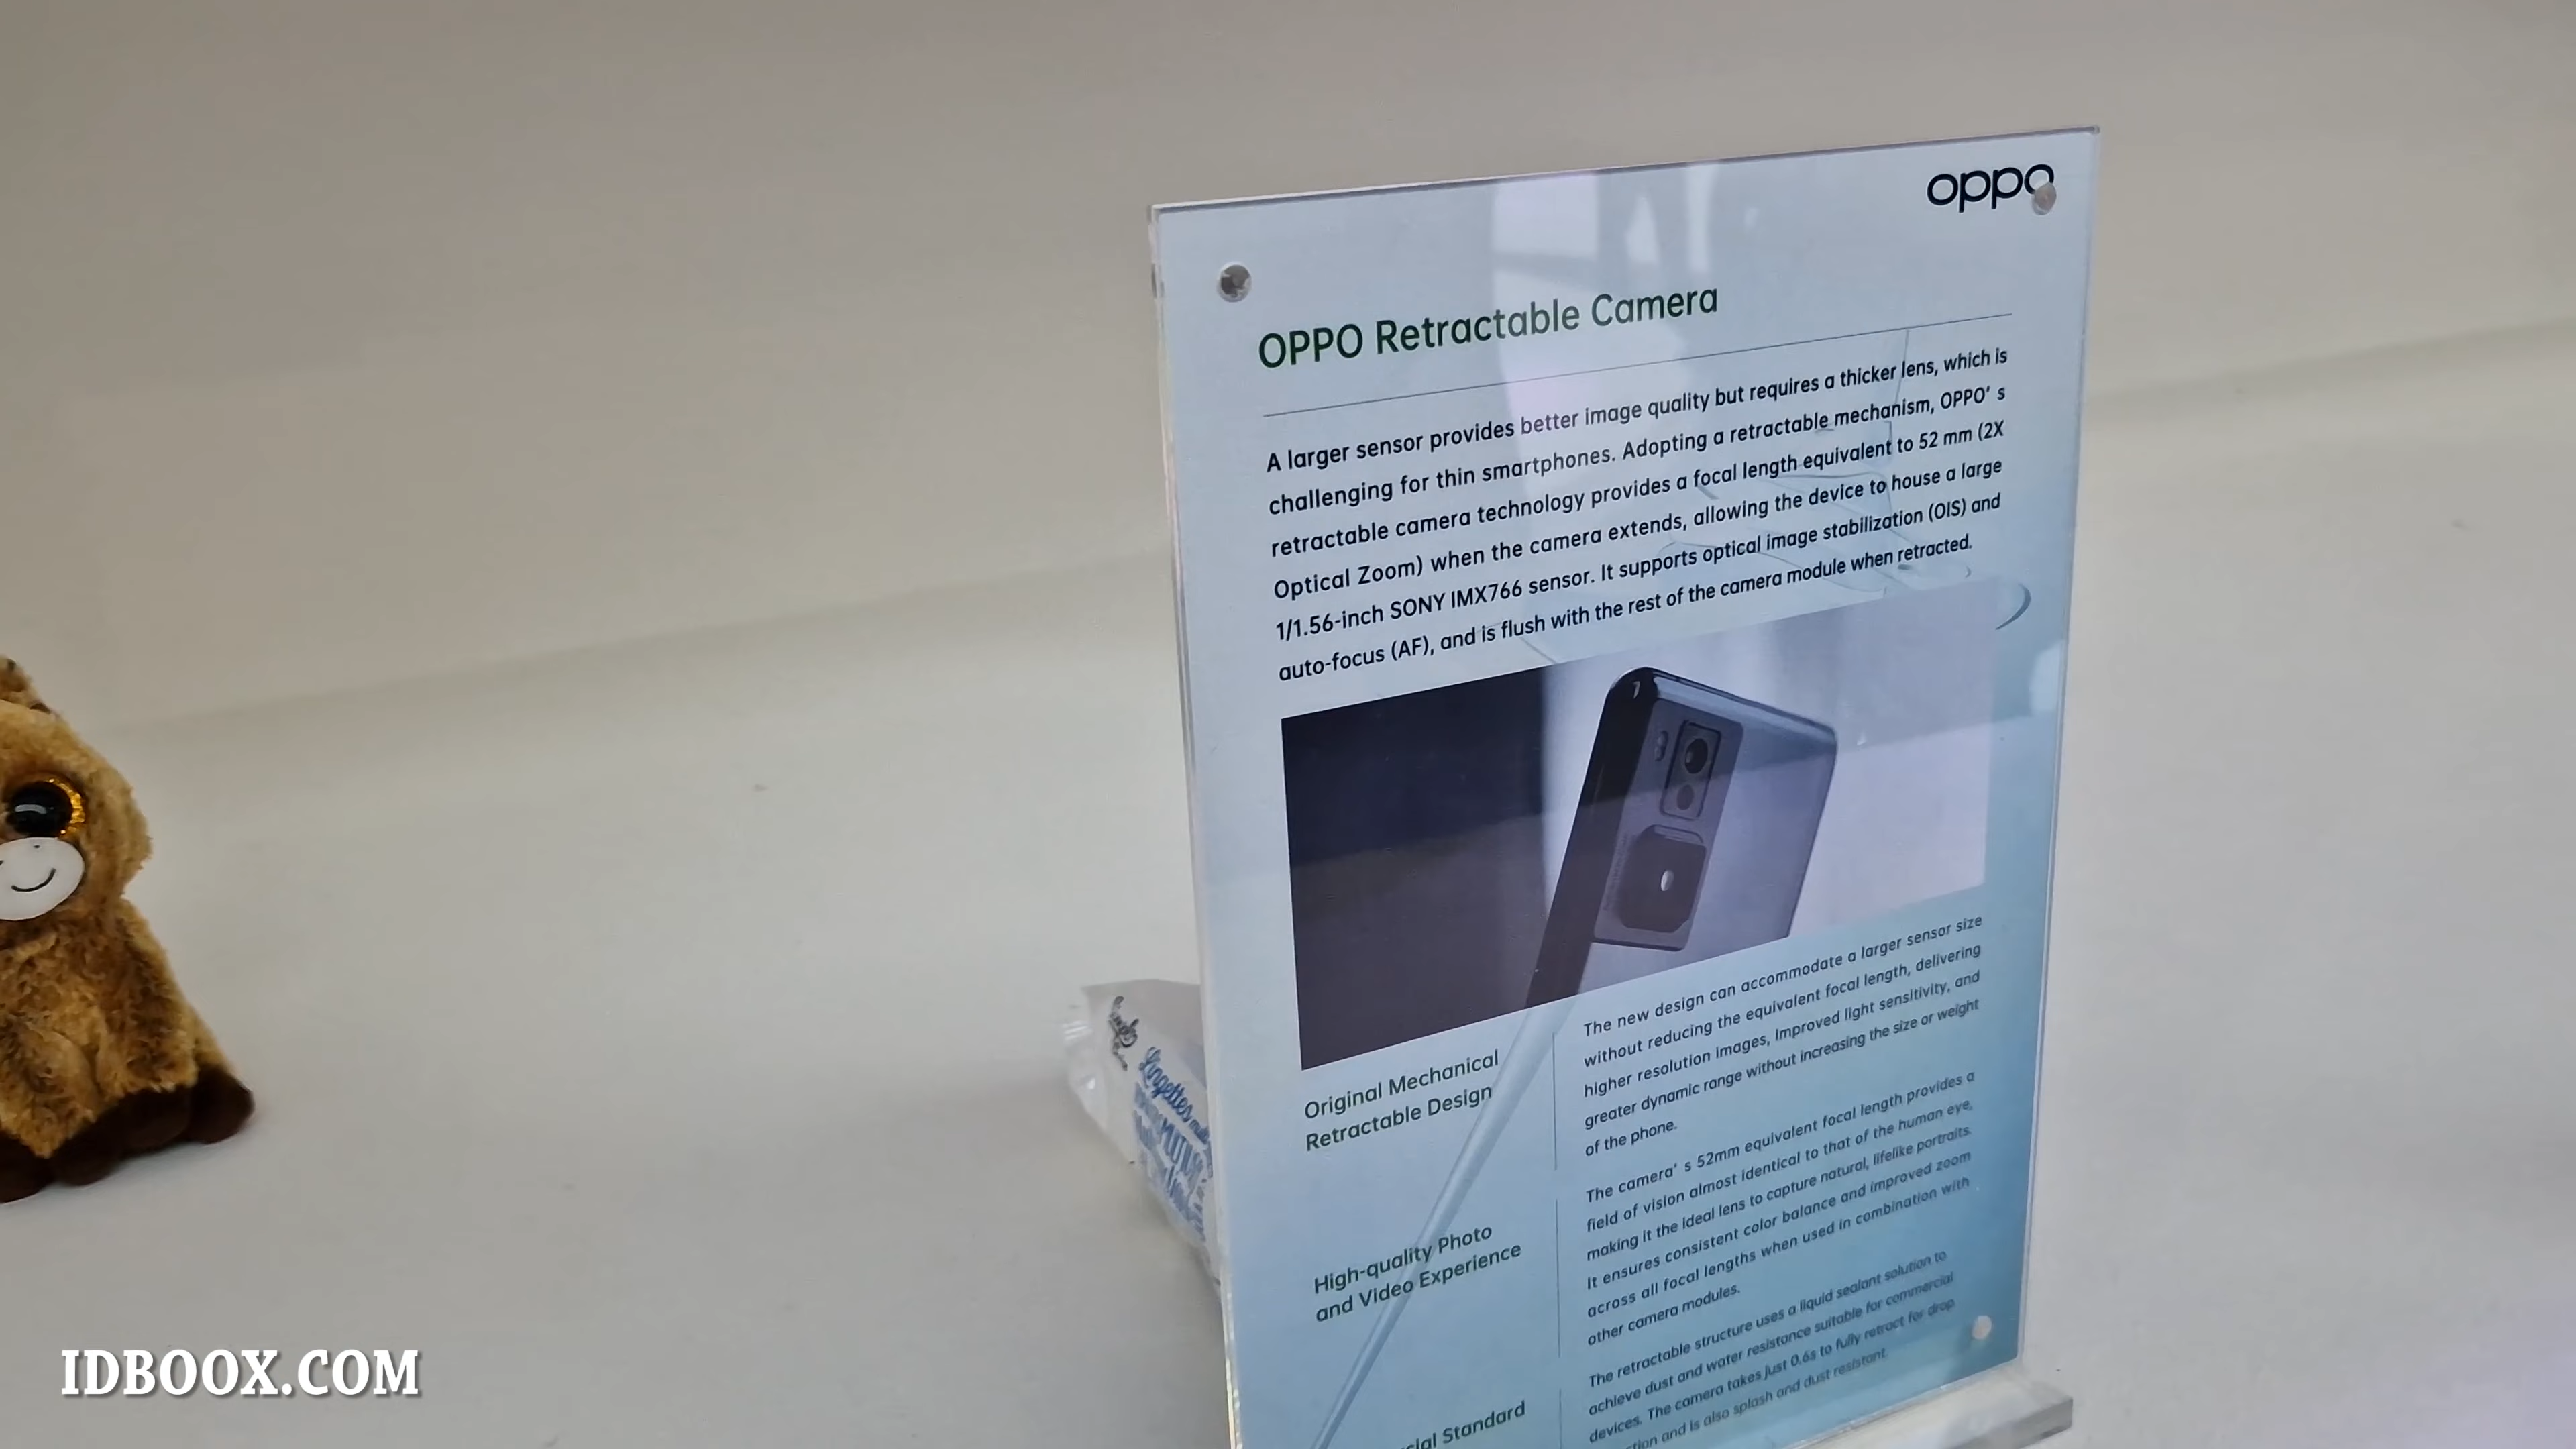 oppo
OPPO Retractable Camera
A larger sensor provides better image quality but requires a thicker lens, which is
challenging for thin smartphones. Adopting a retractable mechanism, OPPO' s
retractable camera technology provides a focal length equivalent to 52 mm (2X
Optical Zoom) when the camera extends, allowing the device to house a large
1/1.56-inch SONY IMX766 sensor. It supports optical image stabilization (OIS) and
auto-focus (AF), and is flush with the rest of the camera module when retracted.
Original Mechanical
Retractable Design
The new design can accommodate a larger sensor size
without reducing the equivalent focal length, delivering
higher resolution images, improved light sensitivity, and
greater dynamic range without increasing the size or weight
of the phone.
High-quality Photo
and Video Experience
The camera' s 52mm equivalent focal length provides a
field of vision almost identical to that of the human eye,
making it the ideal lens to capture natural, lifelike portraits.
It ensures consistent color balance and improved zoom
across all focal lengths when used in combination with
other camera modules.
Standard
The retractable structure uses a liquid sealant solution to
achieve dust and water resistance suitable for commercial
devices. The camera takes just 0.6s to fully retract for drop
and is also splash and dust resistant.
Lingettes
IDBOOX.COM